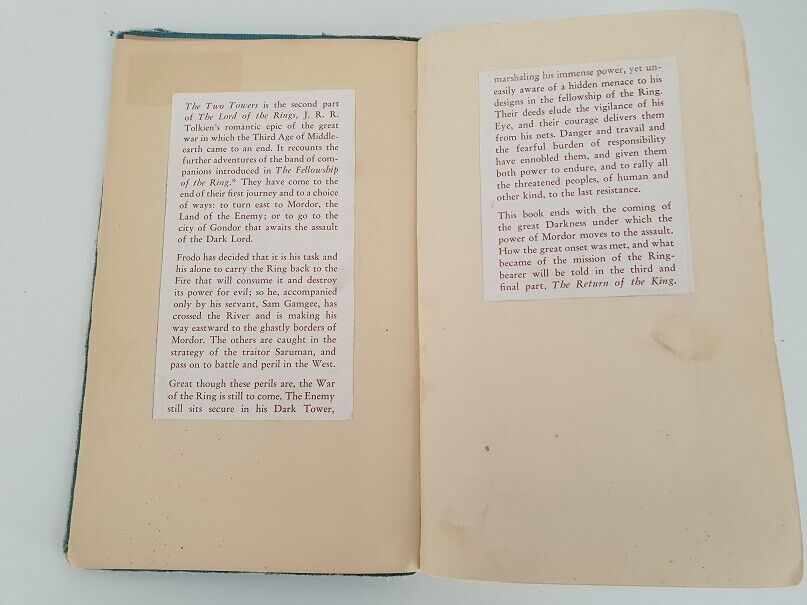 The Two Towers is the second part
of The Lord of the Rings, J. R. R.
Tolkien's romantic epic of the great
war in which the Third Age of Middle-
earth came to an end. It recounts the
further adventures of the band of com-
panions introduced in The Fellowship
of the Ring.* They have come to the
end of their first journey and to a choice
of ways: to turn east to Mordor, the
Land of the Enemy; or to go to the
city of Gondor that awaits the assault
of the Dark Lord.
Frodo has decided that it is his task and
his alone to carry the Ring back to the
Fire that will consume it and destroy
its power for evil; so he, accompanied
only by his servant, Sam Gamgee, has
crossed the River and is making his
way eastward to the ghastly borders of
Mordor. The others are caught in the
strategy of the traitor Saruman, and
pass on to battle and peril in the West.
Great though these perils are, the War
of the Ring is still to come. The Enemy
still sits secure in his Dark Tower,
marshaling his immense power, yet un-
easily aware of a hidden menace to his
designs in the fellowship of the Ring.
Their deeds elude the vigilance of his
Eye, and their courage delivers them
from his nets. Danger and travail and
the fearful burden of responsibility
have ennobled them, and given them
both power to endure, and to rally all
the threatened peoples, of human and
other kind, to the last resistance.
This book ends with the coming of
the great Darkness under which the
power of Mordor moves to the assault.
How the great onset was met, and what
became of the mission of the Ring-
bearer will be told in the third and
final part, The Return of the King.